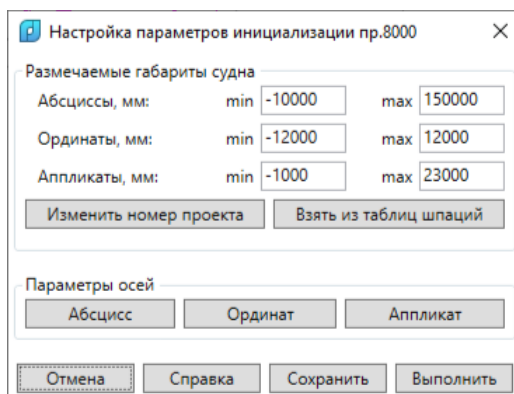 Настройка параметров инициализации пр.8000
Размечаемые габариты судна
Абсциссы, мм: min -10000 max 150000
Ординаты, мм: min -12000 max 12000
Аппликаты, мм: min -1000 max 23000
Изменить номер проекта Взять из таблиц шпаций
Параметры осей
Абсцисс Ординат Аппликат
Отмена Справка Сохранить Выполнить